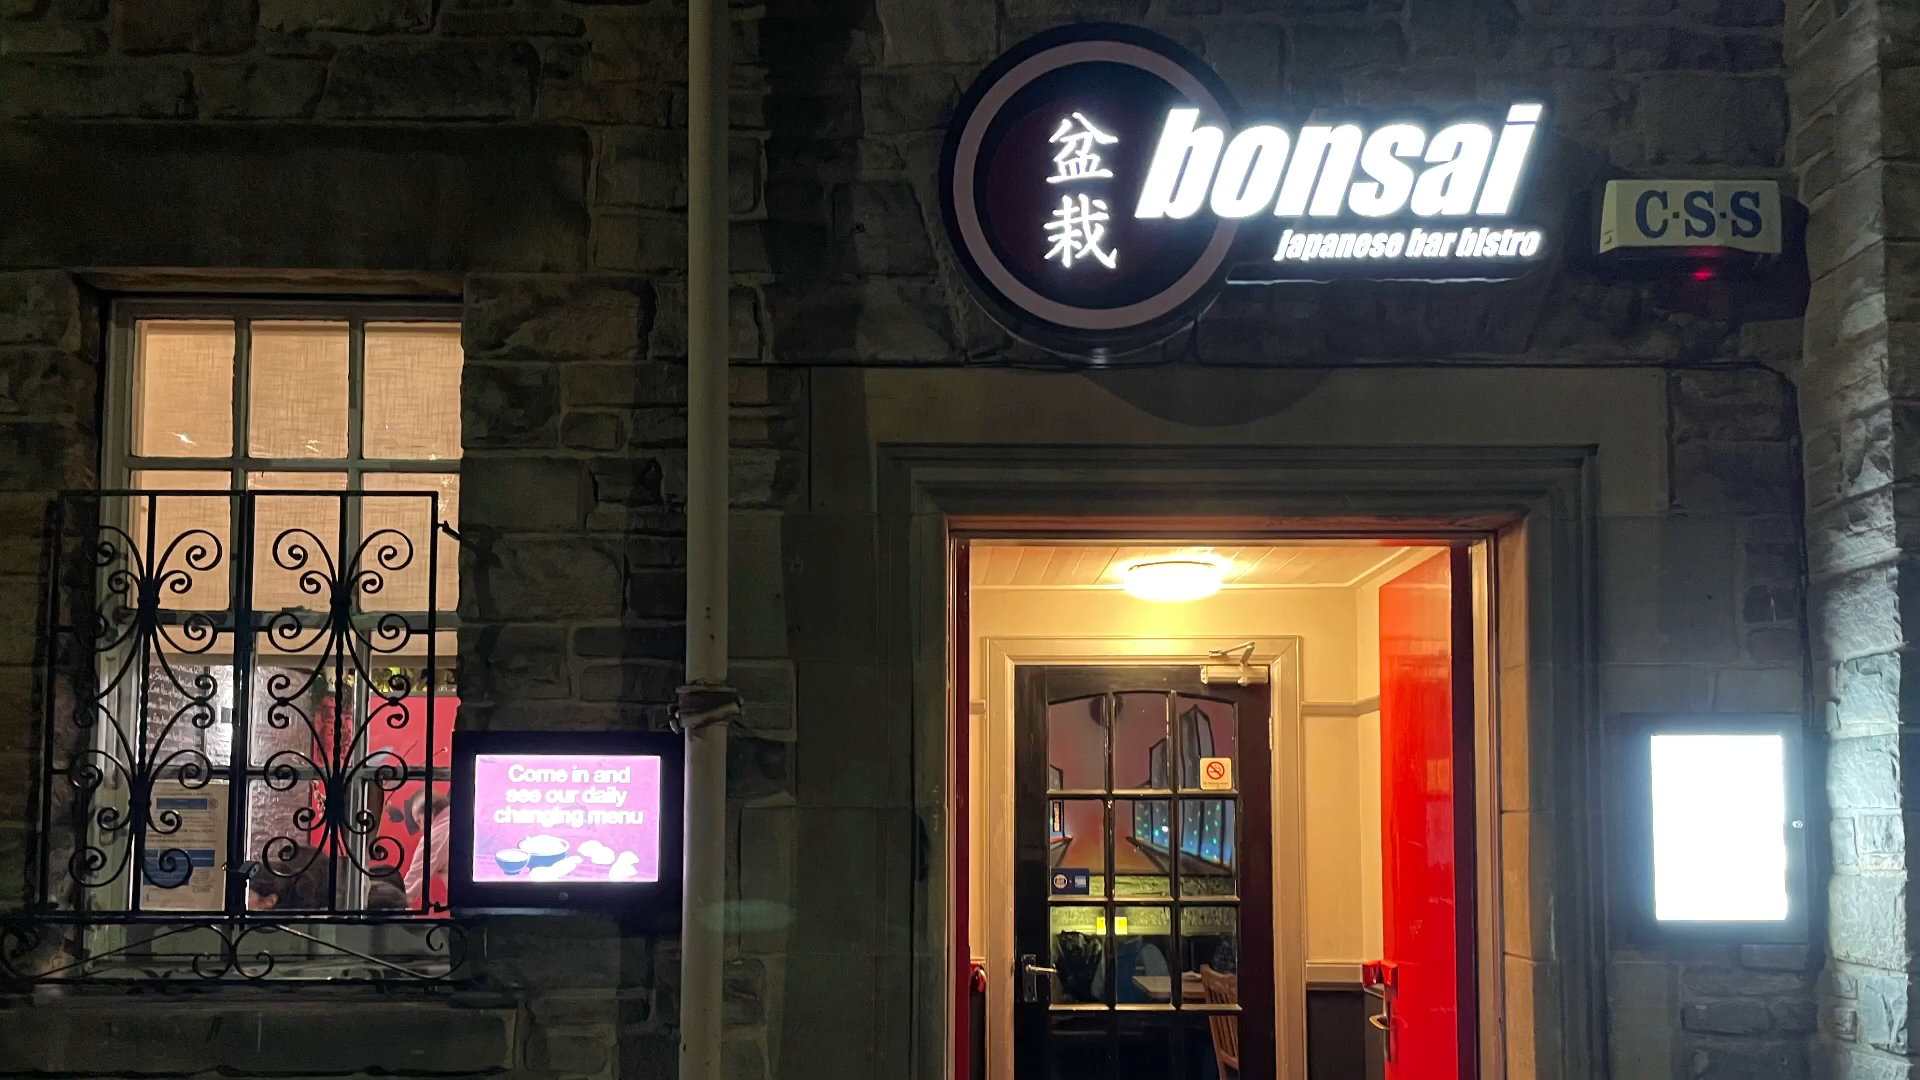 盆栽
bonsai
japanese bar bistro
C·S·S
Come in and
see our daily
changing menu